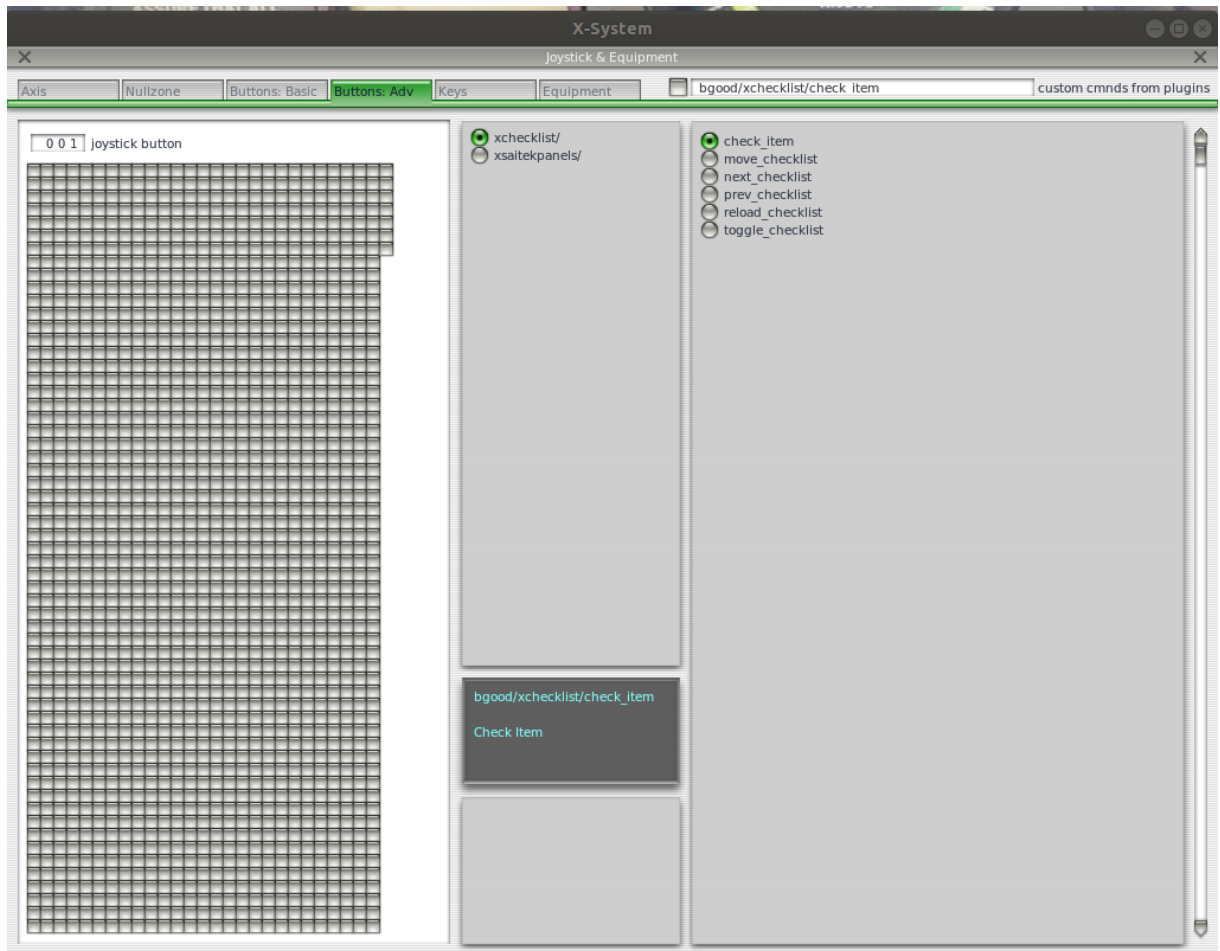 X-System
Joystick & Equipment
Axis
Nullzone
Buttons: Basic
Buttons: Adv
Keys
Equipment
bgood/xchecklist/check_item
custom cmnds from plugins
0 0 1 joystick button
xchecklist/
xsaitekpanels/
check_item
move_checklist
next_checklist
prev_checklist
reload_checklist
toggle_checklist
bgood/xchecklist/check_item
Check Item